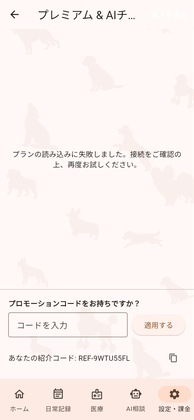 プレミアム & AIチ...
プランの読み込みに失敗しました。接続をご確認の
上、再度お試しください。
プロモーションコードをお持ちですか？
コードを入力
適用する
あなたの紹介コード: REF-9WTU55FL
ホーム
日常記録
医療
AI相談
設定・課金